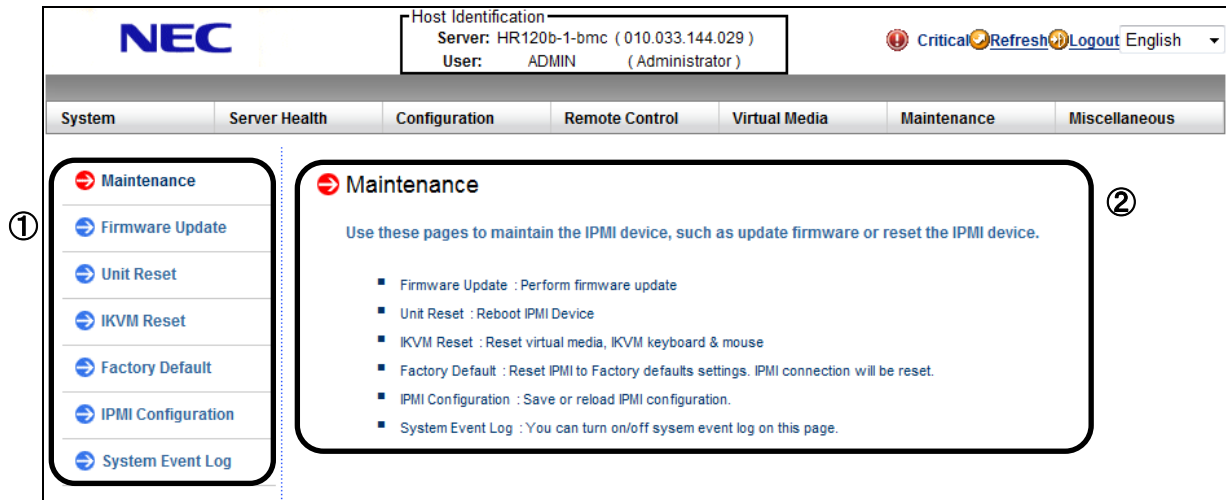 NEC
Host Identification
Server: HR120b-1-bmc ( 010.033.144.029 )
User: ADMIN ( Administrator )
Critical Refresh Logout English
System Server Health Configuration Remote Control Virtual Media Maintenance Miscellaneous
①
Maintenance
Firmware Update
Unit Reset
IKVM Reset
Factory Default
IPMI Configuration
System Event Log
②
Maintenance
Use these pages to maintain the IPMI device, such as update firmware or reset the IPMI device.
Firmware Update : Perform firmware update
Unit Reset : Reboot IPMI Device
IKVM Reset : Reset virtual media, IKVM keyboard & mouse
Factory Default : Reset IPMI to Factory defaults settings. IPMI connection will be reset.
IPMI Configuration : Save or reload IPMI configuration.
System Event Log : You can turn on/off sysem event log on this page.